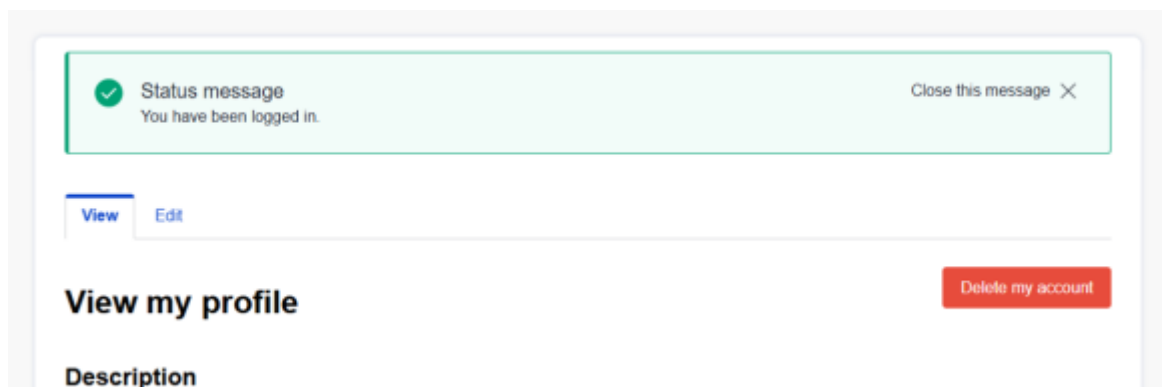 Status message
Close this message
You have been logged in.
View
Edit
View my profile
Delete my account
Description